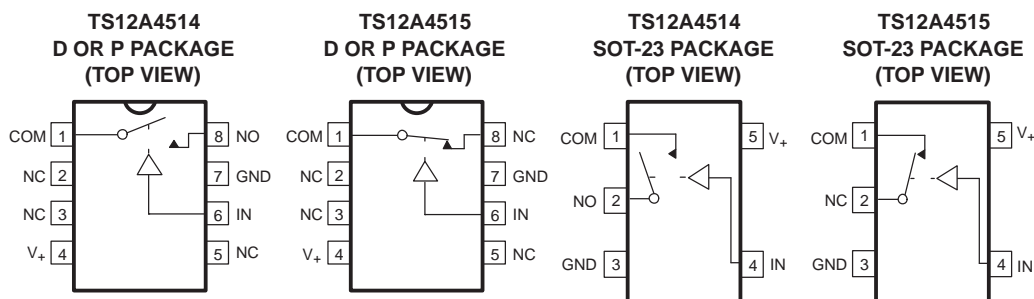 TS12A4514
D OR P PACKAGE
(TOP VIEW)
COM 1
NC 2
NC 3
V+ 4
8 NO
7 GND
6 IN
5 NC
TS12A4515
D OR P PACKAGE
(TOP VIEW)
COM 1
NC 2
NC 3
V+ 4
8 NC
7 GND
6 IN
5 NC
TS12A4514
SOT-23 PACKAGE
(TOP VIEW)
COM 1
NO 2
GND 3
5 V+
4 IN
TS12A4515
SOT-23 PACKAGE
(TOP VIEW)
COM 1
NC 2
GND 3
5 V+
4 IN